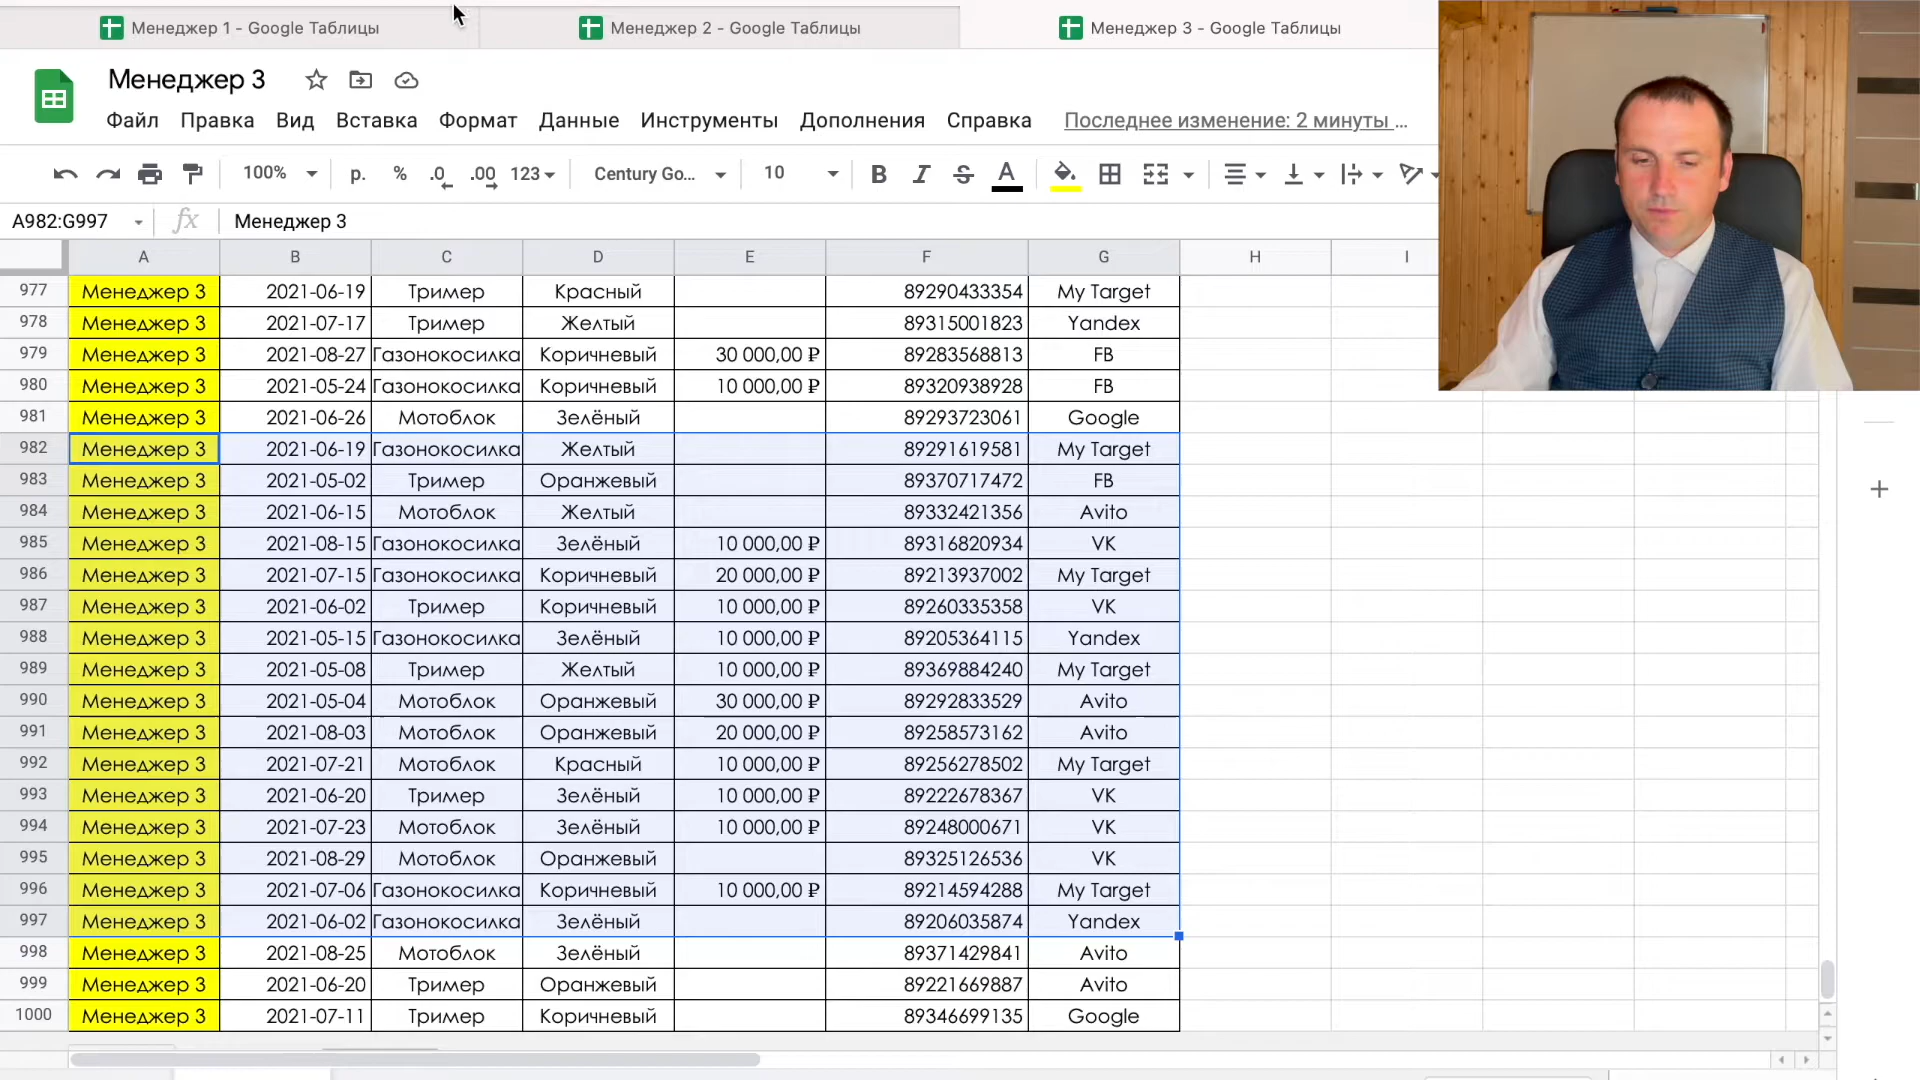 Менеджер 1 - Google Таблицы Менеджер 2 - Google Таблицы Менеджер 3 - Google Таблицы
Менеджер 3
Файл Правка Вид Вставка Формат Данные Инструменты Дополнения Справка Последнее изменение: 2 минуты ...
100% р. % .0 .00 123 Century Go... 10 B I S A
A982:G997 fx Менеджер 3
A B C D E F G H I
977 Менеджер 3 2021-06-19 Тример Красный 89290433354 My Target
978 Менеджер 3 2021-07-17 Тример Желтый 89315001823 Yandex
979 Менеджер 3 2021-08-27 Газонокосилка Коричневый 30 000,00 ₽ 89283568813 FB
980 Менеджер 3 2021-05-24 Газонокосилка Коричневый 10 000,00 ₽ 89320938928 FB
981 Менеджер 3 2021-06-26 Мотоблок Зелёный 89293723061 Google
982 Менеджер 3 2021-06-19 Газонокосилка Желтый 89291619581 My Target
983 Менеджер 3 2021-05-02 Тример Оранжевый 89370717472 FB
984 Менеджер 3 2021-06-15 Мотоблок Желтый 89332421356 Avito
985 Менеджер 3 2021-08-15 Газонокосилка Зелёный 10 000,00 ₽ 89316820934 VK
986 Менеджер 3 2021-07-15 Газонокосилка Коричневый 20 000,00 ₽ 89213937002 My Target
987 Менеджер 3 2021-06-02 Тример Коричневый 10 000,00 ₽ 89260335358 VK
988 Менеджер 3 2021-05-15 Газонокосилка Зелёный 10 000,00 ₽ 89205364115 Yandex
989 Менеджер 3 2021-05-08 Тример Желтый 10 000,00 ₽ 89369884240 My Target
990 Менеджер 3 2021-05-04 Мотоблок Оранжевый 30 000,00 ₽ 89292833529 Avito
991 Менеджер 3 2021-08-03 Мотоблок Оранжевый 20 000,00 ₽ 89258573162 Avito
992 Менеджер 3 2021-07-21 Мотоблок Красный 10 000,00 ₽ 89256278502 My Target
993 Менеджер 3 2021-06-20 Тример Зелёный 10 000,00 ₽ 89222678367 VK
994 Менеджер 3 2021-07-23 Мотоблок Зелёный 10 000,00 ₽ 89248000671 VK
995 Менеджер 3 2021-08-29 Мотоблок Оранжевый 89325126536 VK
996 Менеджер 3 2021-07-06 Газонокосилка Коричневый 10 000,00 ₽ 89214594288 My Target
997 Менеджер 3 2021-06-02 Газонокосилка Зелёный 89206035874 Yandex
998 Менеджер 3 2021-08-25 Мотоблок Зелёный 89371429841 Avito
999 Менеджер 3 2021-06-20 Тример Оранжевый 89221669887 Avito
1000 Менеджер 3 2021-07-11 Тример Коричневый 89346699135 Google